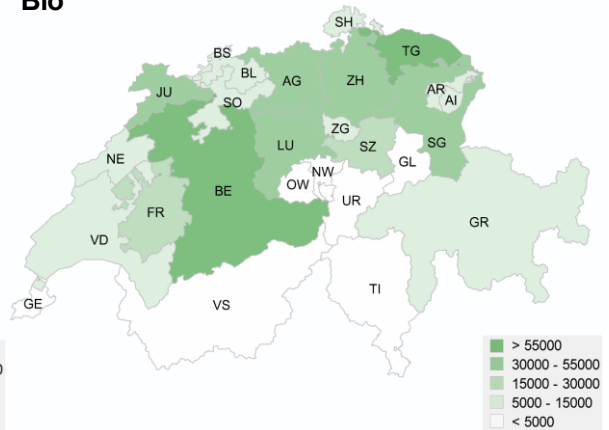 Bio
SH
TG
BS
BL
AG
ZH
AR
AI
JU
SO
LU
ZG
SZ
SG
NE
GL
NW
OW
BE
UR
FR
GR
VD
TI
GE
VS
> 55000
30000 - 55000
15000 - 30000
5000 - 15000
< 5000